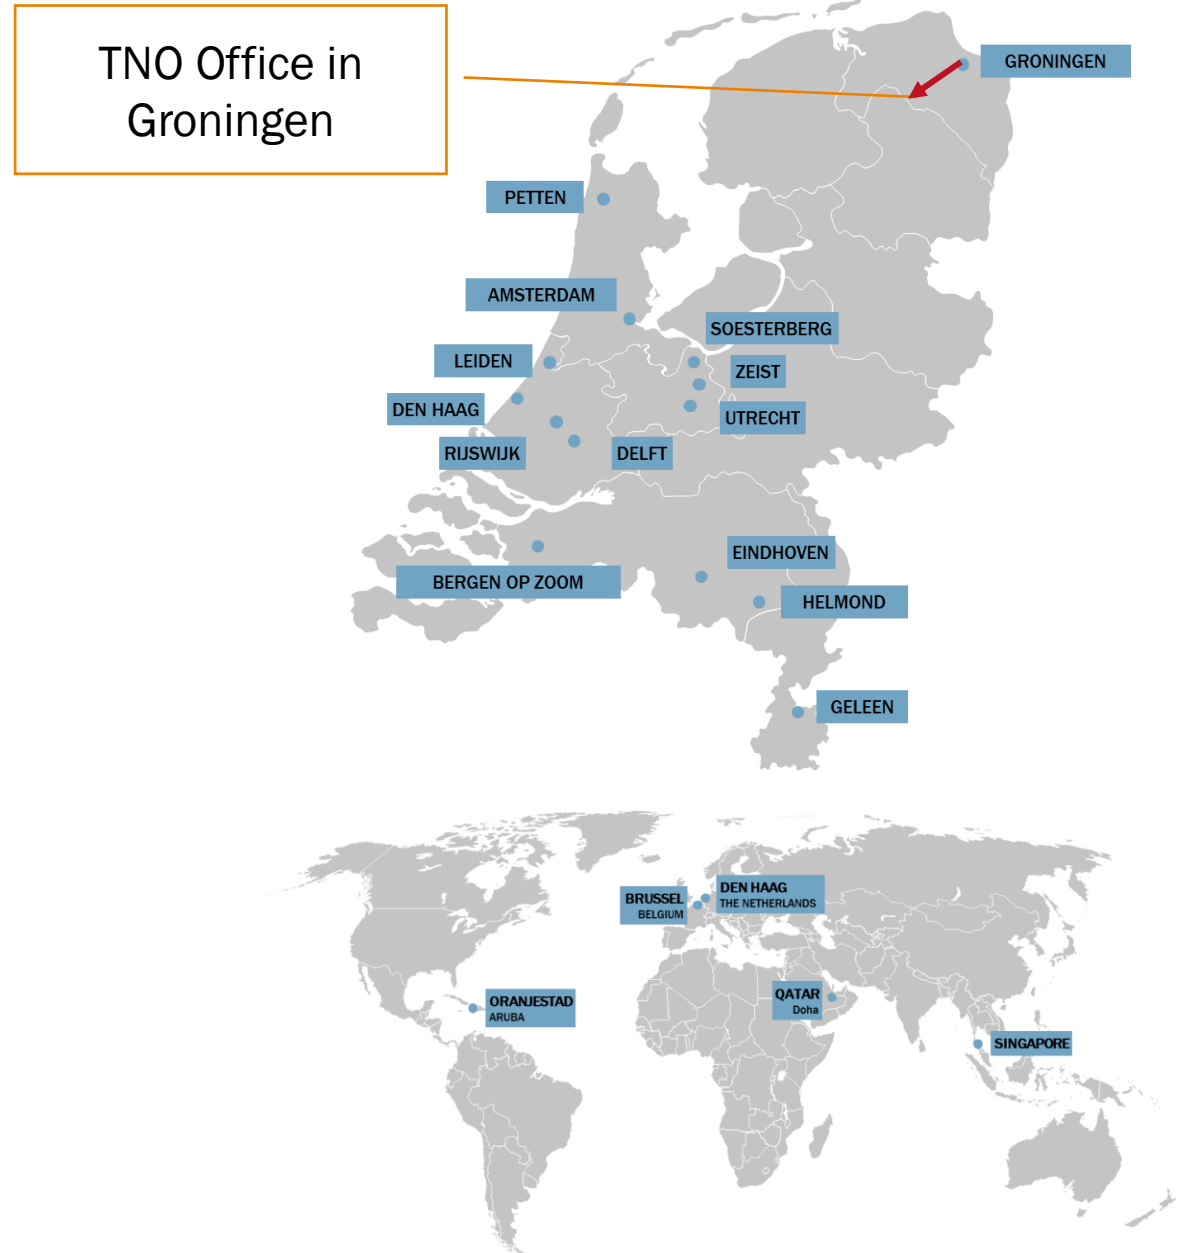 TNO Office in
Groningen
GRONINGEN
PETTEN
AMSTERDAM
SOESTERBERG
LEIDEN
ZEIST
DEN HAAG
UTRECHT
RIJSWIJK
DELFT
EINDHOVEN
BERGEN OP ZOOM
HELMOND
GELEEN
BRUSSEL
BELGIUM
DEN HAAG
THE NETHERLANDS
ORANJESTAD
ARUBA
QATAR
Doha
SINGAPORE